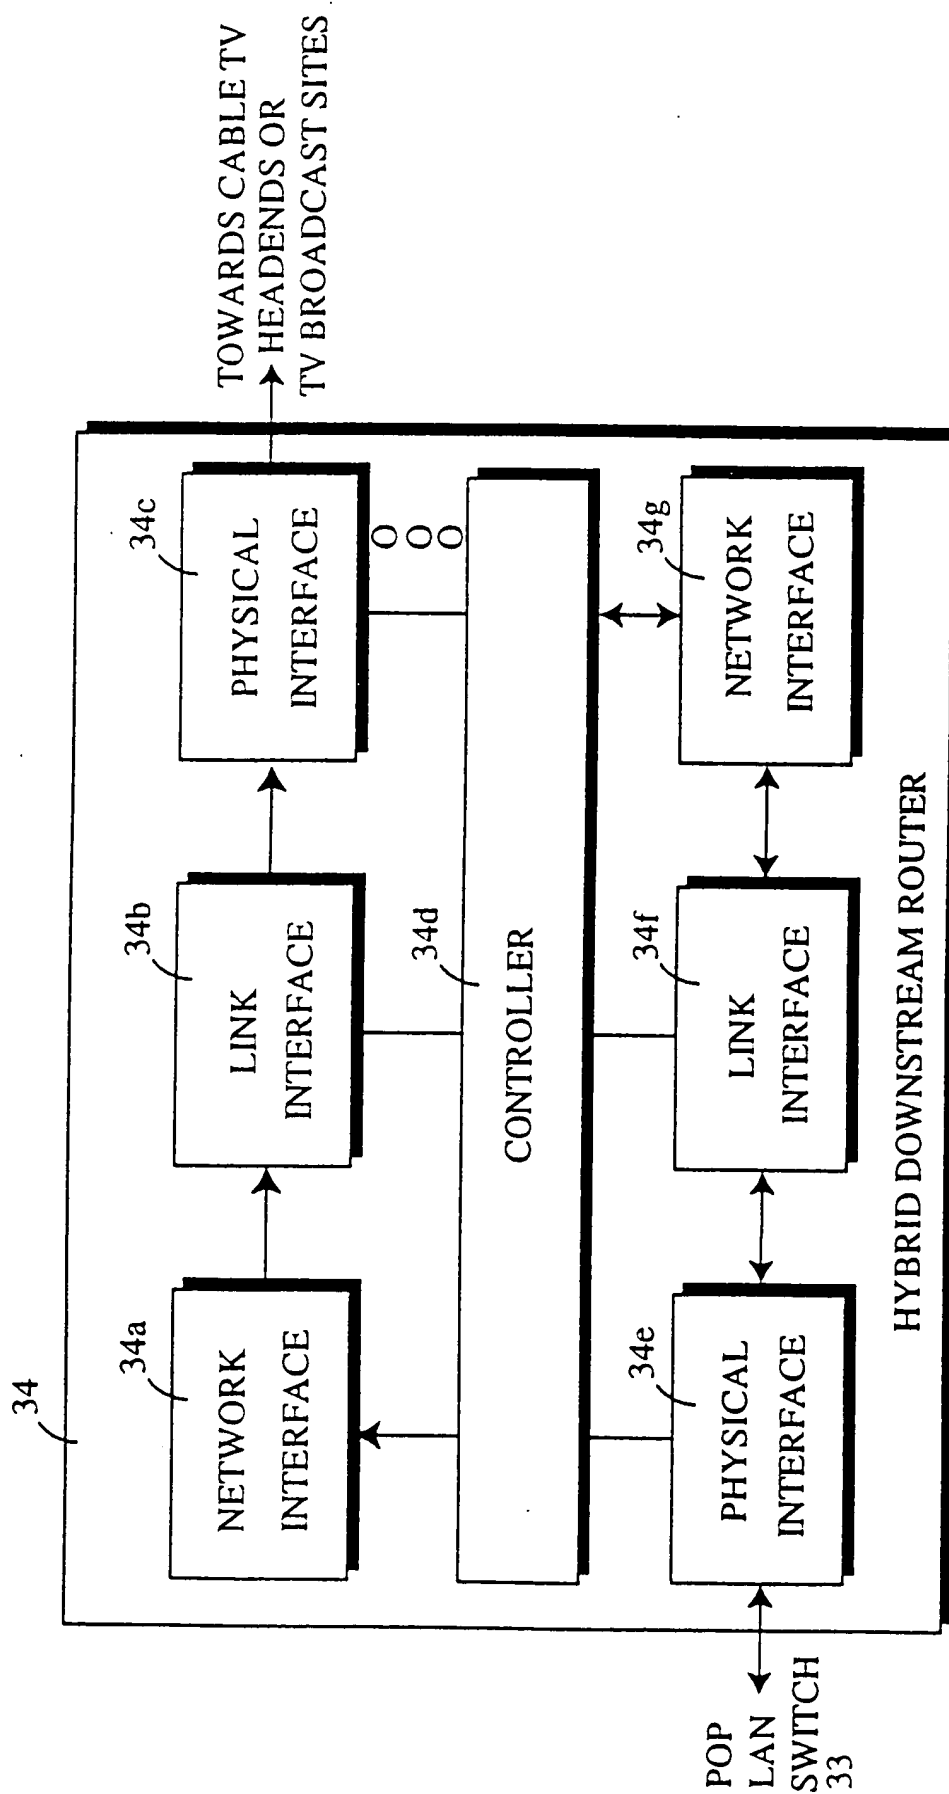 34
34a
NETWORK
INTERFACE
34b
LINK
INTERFACE
34c
PHYSICAL
INTERFACE
TOWARDS CABLE TV
HEADENDS OR
TV BROADCAST SITES
O O O
34d
CONTROLLER
34e
PHYSICAL
INTERFACE
34f
LINK
INTERFACE
34g
NETWORK
INTERFACE
POP
LAN
SWITCH
33
HYBRID DOWNSTREAM ROUTER